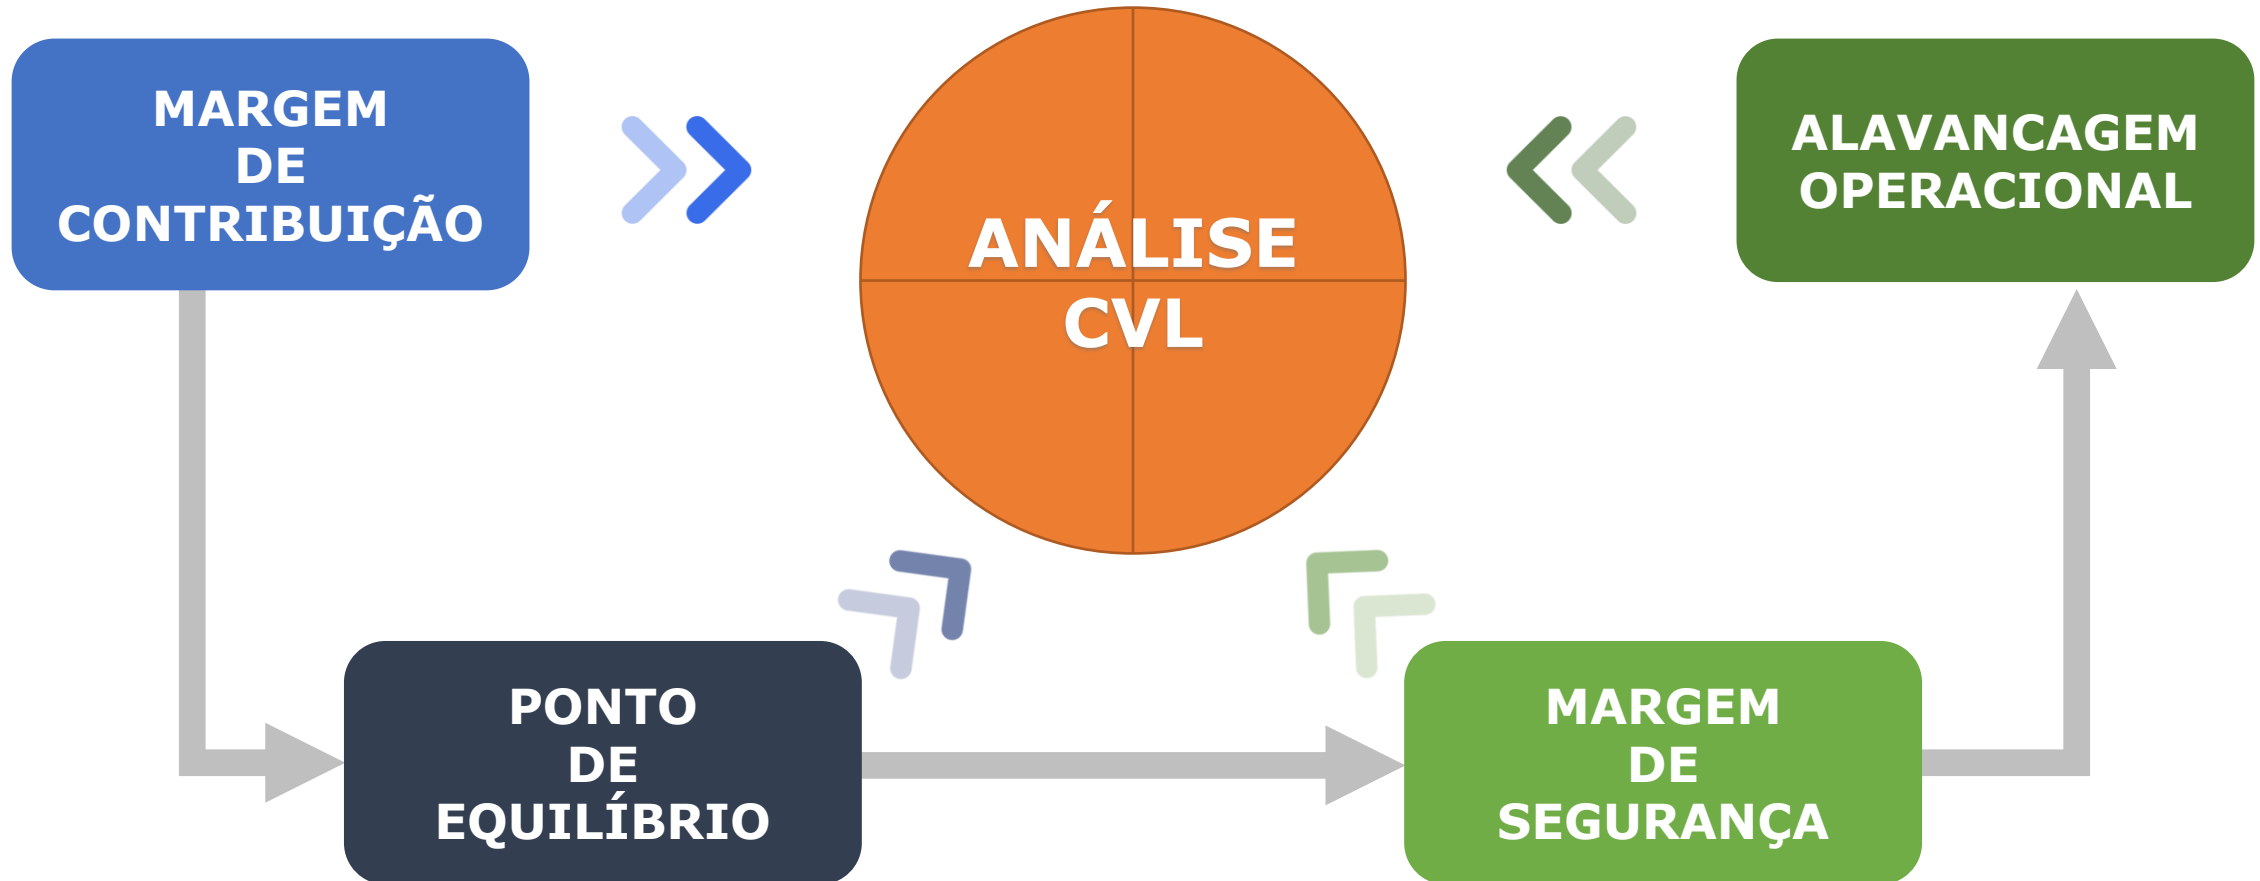 MARGEM
DE
CONTRIBUIÇÃO
ANÁLISE
CVL
ALAVANCAGEM
OPERACIONAL
PONTO
DE
EQUILÍBRIO
MARGEM
DE
SEGURANÇA